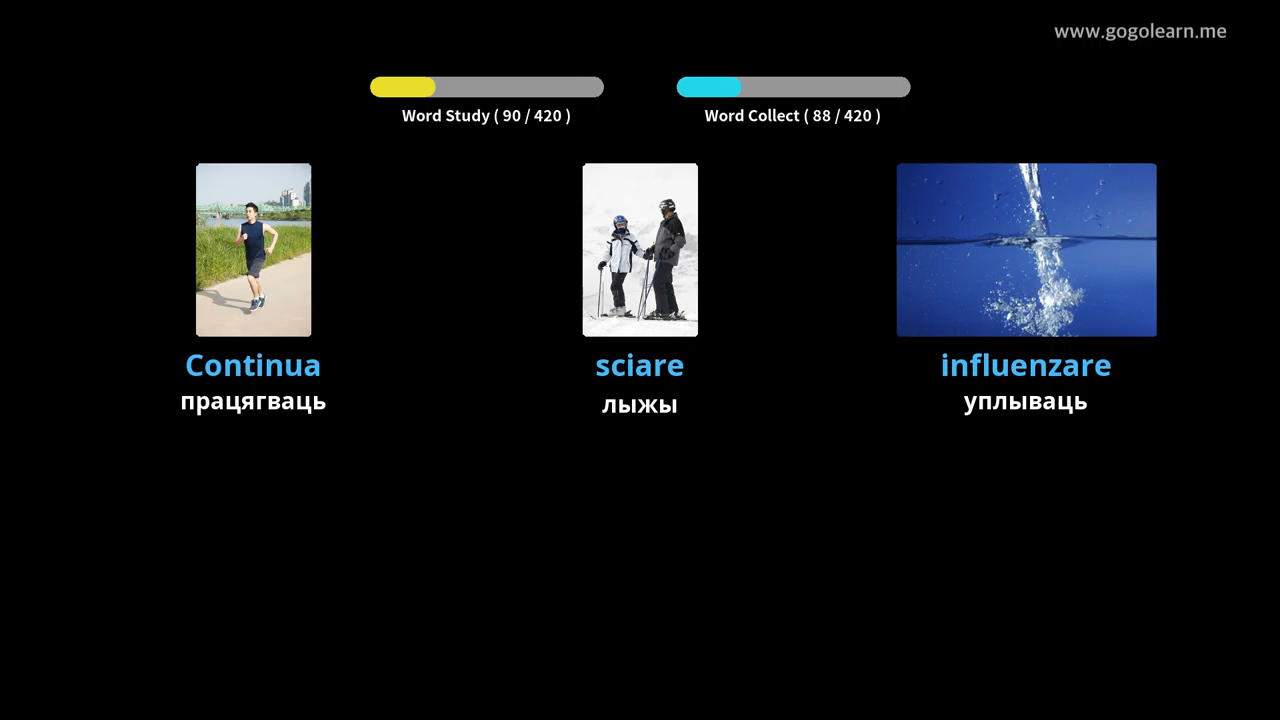 www.gogolearn.me
Word Study ( 90 / 420 )
Word Collect ( 88 / 420 )
Continua
працягваць
sciare
лыжы
influenzare
уплываць